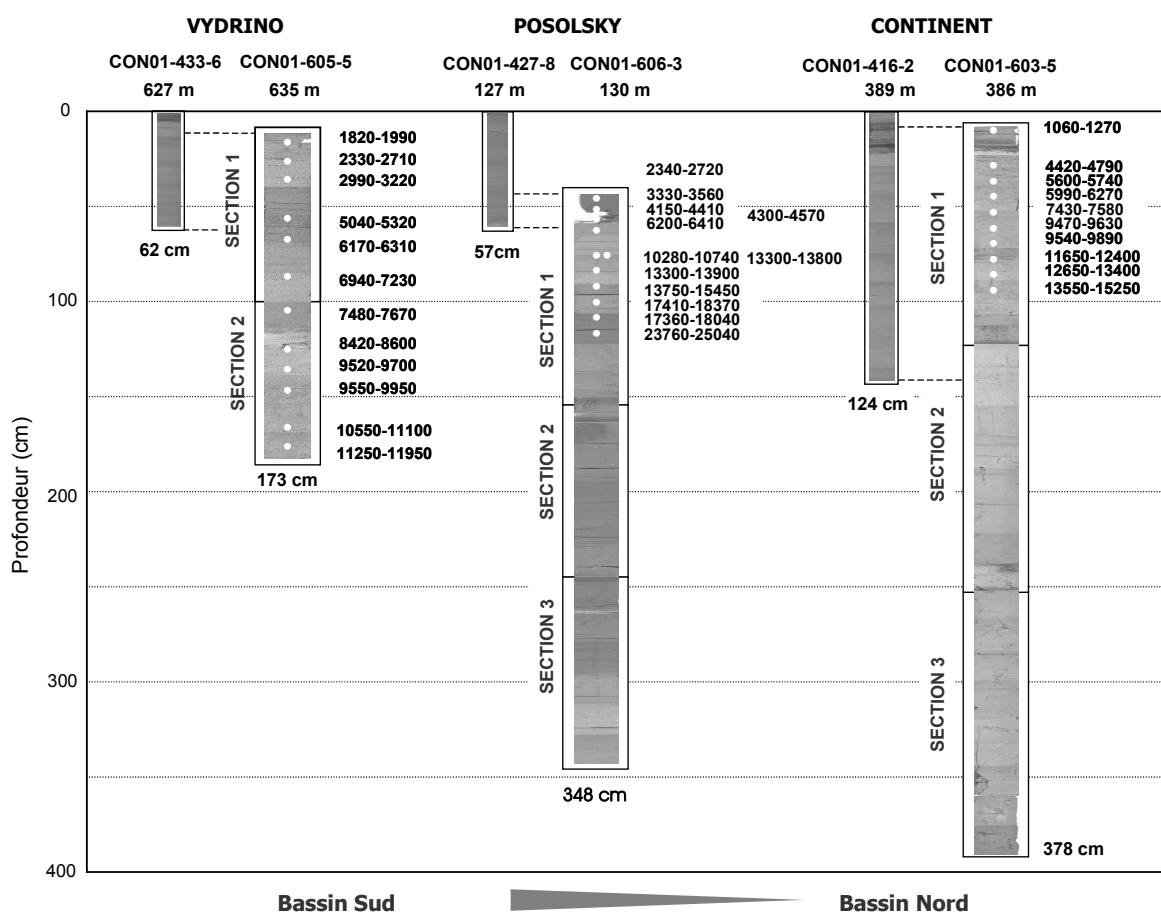 VYDRINO POSOLSKY CONTINENT
CON01-433-6 CON01-605-5 CON01-427-8 CON01-606-3 CON01-416-2 CON01-603-5
627 m 635 m 127 m 130 m 389 m 386 m
0
100
200
300
400
Profondeur (cm)
62 cm
SECTION 1
SECTION 2
1820-1990
2330-2710
2990-3220
5040-5320
6170-6310
6940-7230
7480-7670
8420-8600
9520-9700
9550-9950
10550-11100
11250-11950
173 cm
57cm
SECTION 1
SECTION 2
SECTION 3
2340-2720
3330-3560
4150-4410 4300-4570
6200-6410
10280-10740 13300-13800
13300-13900
13750-15450
17410-18370
17360-18040
23760-25040
348 cm
124 cm
SECTION 1
SECTION 2
SECTION 3
1060-1270
4420-4790
5600-5740
5990-6270
7430-7580
9470-9630
9540-9890
11650-12400
12650-13400
13550-15250
378 cm
Bassin Sud Bassin Nord